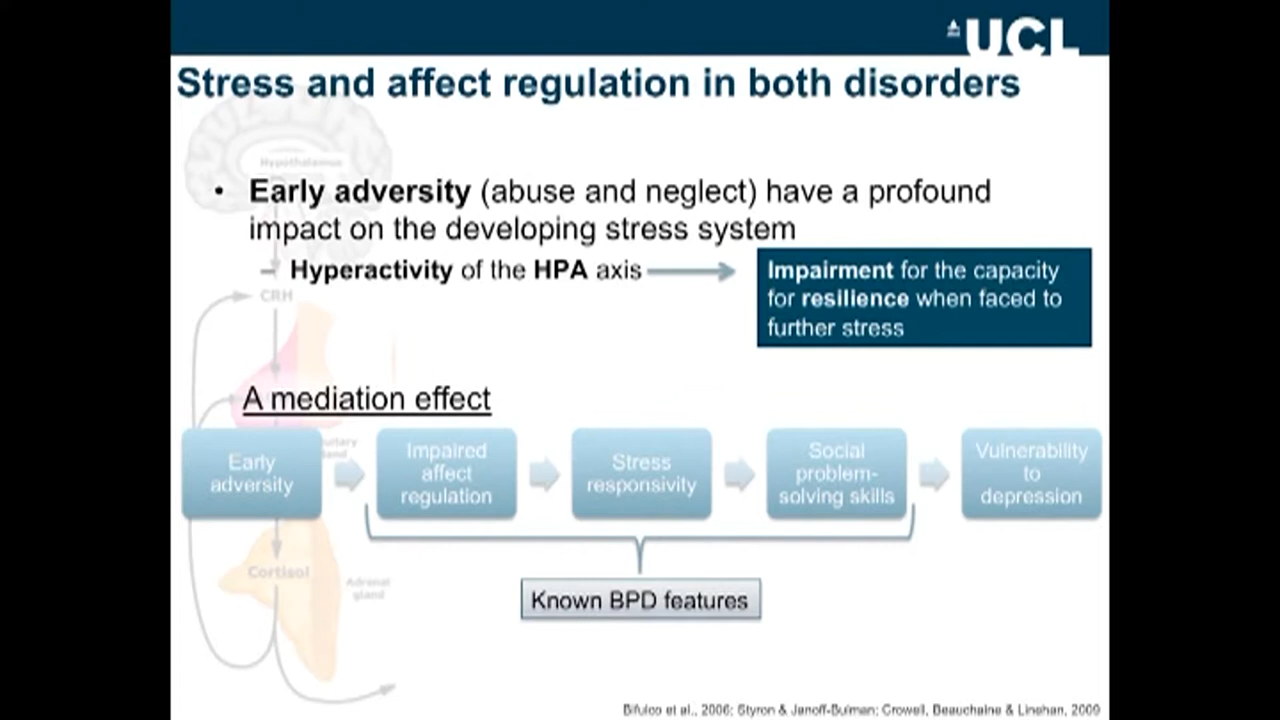 UCL
Stress and affect regulation in both disorders
Hypothalamus
• Early adversity (abuse and neglect) have a profound
impact on the developing stress system
– Hyperactivity of the HPA axis
Impairment for the capacity
for resilience when faced to
further stress
CRH
A mediation effect
Early
adversity
Impaired
affect
regulation
Stress
responsivity
Social
problem-
solving skills
Vulnerability
to
depression
Cortisol
Adrenal
gland
Known BPD features
Bifulco et al., 2006; Styron & Janoff-Bulman; Crowell, Beauchaine & Linehan, 2009